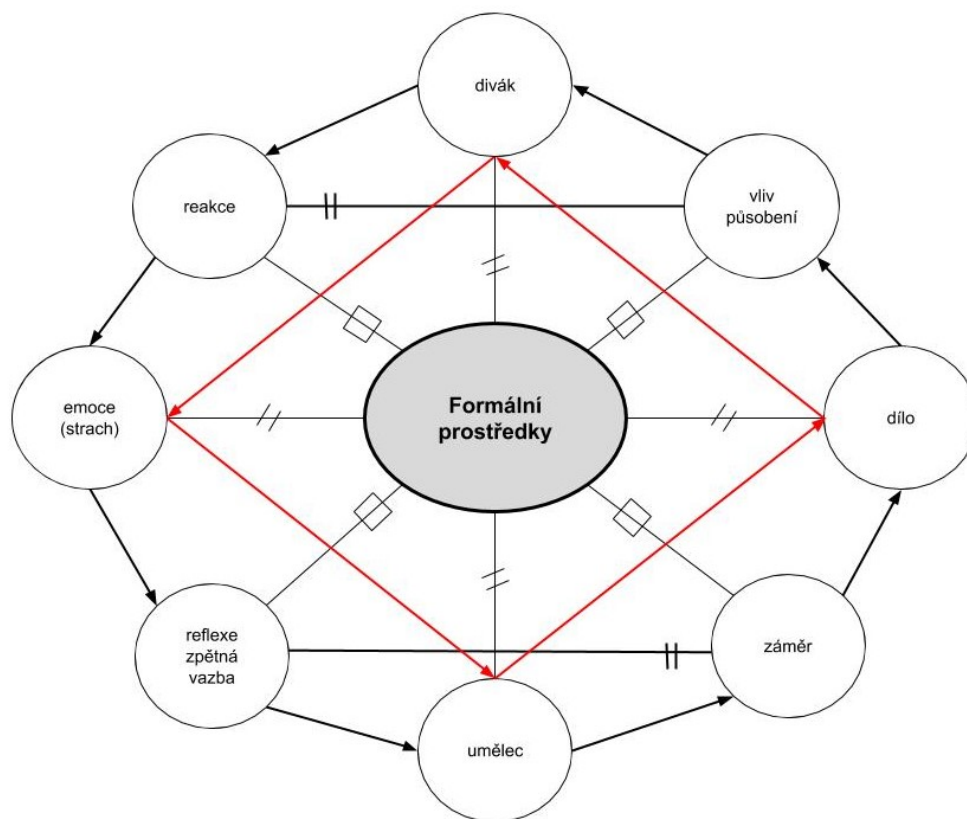 divák
reakce
vliv
působení
emoce
(strach)
Formální
prostředky
dílo
reflexe
zpětná
vazba
záměr
umělec